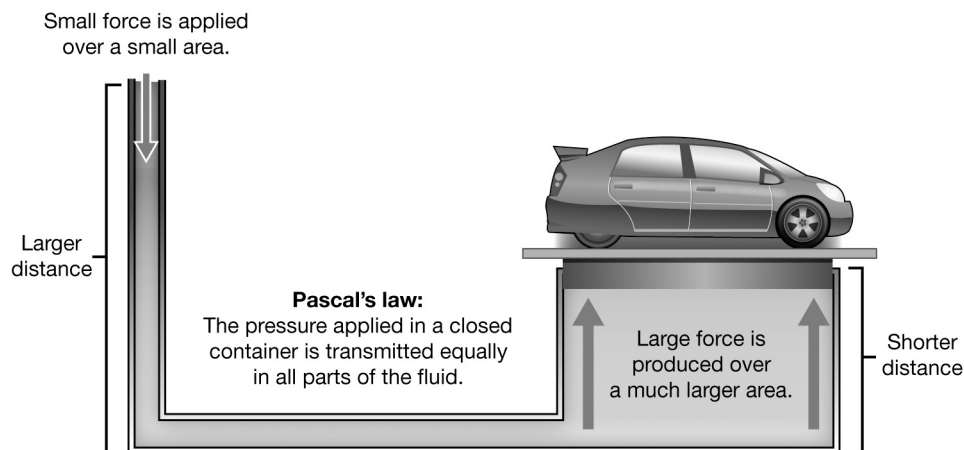 Small force is applied
over a small area.
Larger
distance
Pascal's law:
The pressure applied in a closed
container is transmitted equally
in all parts of the fluid.
Large force is
produced over
a much larger area.
Shorter
distance